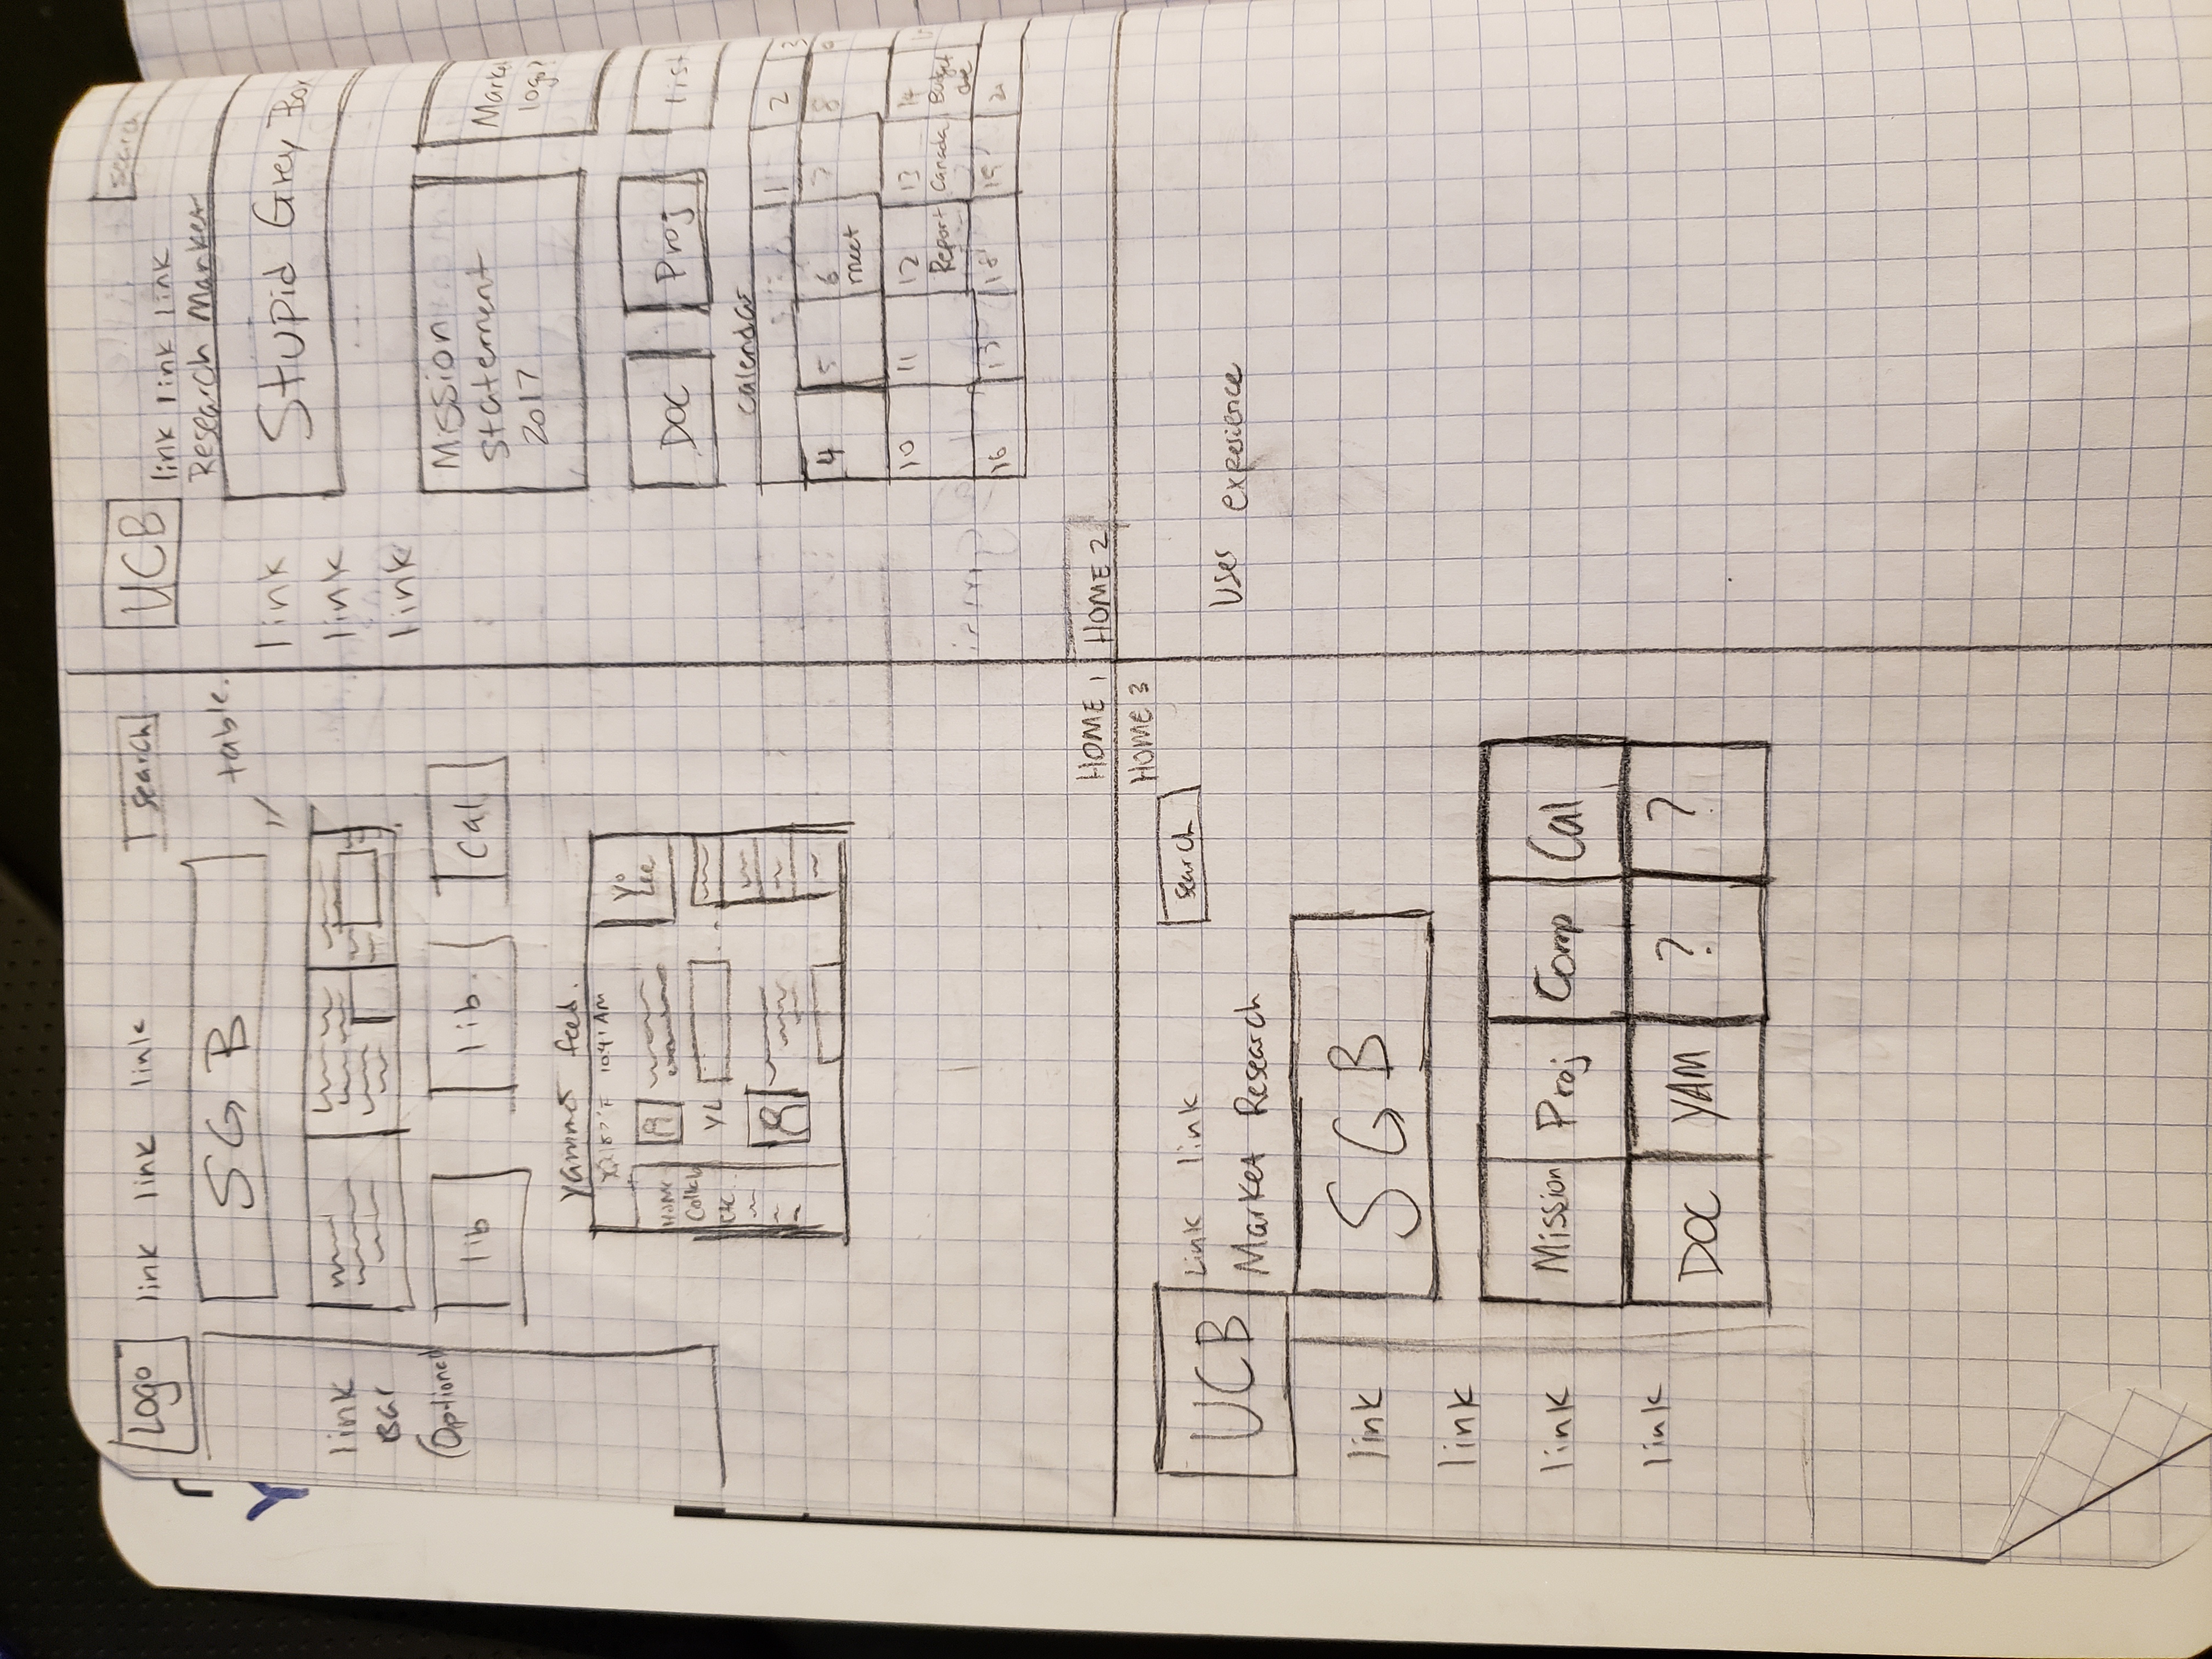 Logo link link link search
SGB
table.
link
Bar
(Optional)
lib lib. Cal
yammer feed.
10:41 AM
Yo
Lee
HOME
Collab
etc
YL
HOME 1
UCB search
link link link
Research Market
link
link
link
Stupid Grey Box
Mission
statement
2017
Market
logo?
DOC Proj list
calendar
1 2 3
4 5 6 7 8 9
meet
10 11 12 13 14
Report Canada Budget
due
16 17 18 19 20
HOME 2
HOME 3
UCB
Link link search
Market Research
SGB
link
link
link
link
Mission Proj Comp Cal
DOC YAM ? ?
User experience